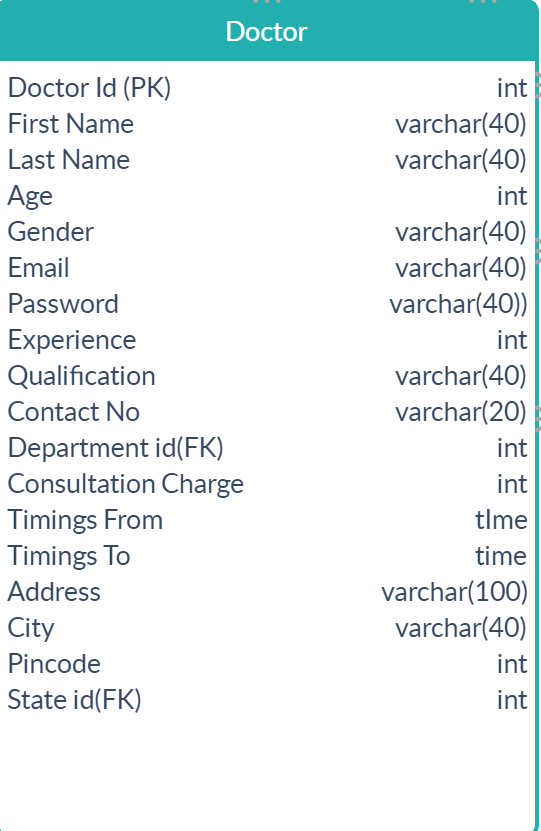 Doctor
Doctor Id (PK) int
First Name varchar(40)
Last Name varchar(40)
Age int
Gender varchar(40)
Email varchar(40)
Password varchar(40))
Experience int
Qualification varchar(40)
Contact No varchar(20)
Department id(FK) int
Consultation Charge int
Timings From tIme
Timings To time
Address varchar(100)
City varchar(40)
Pincode int
State id(FK) int